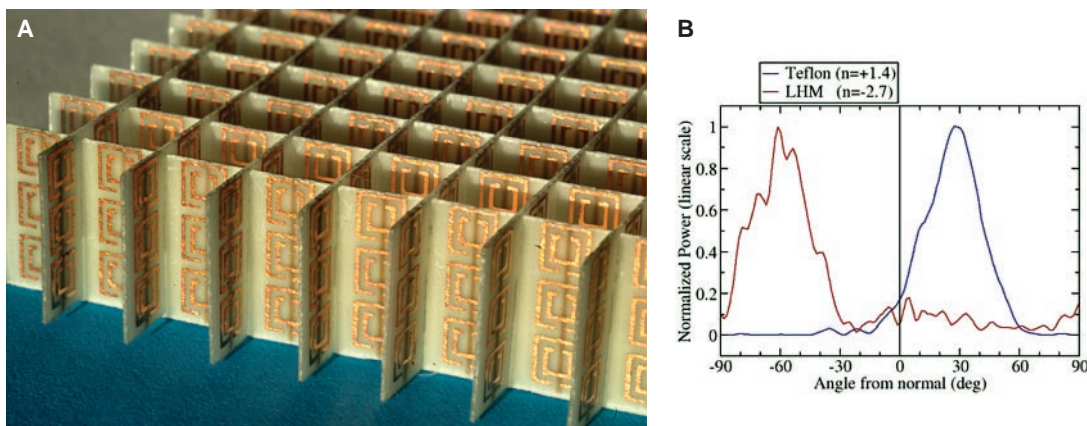 A
B
Teflon (n=+1.4)
LHM (n=-2.7)
Normalized Power (linear scale)
1
0.8
0.6
0.4
0.2
0
-90 -60 -30 0 30 60 90
Angle from normal (deg)